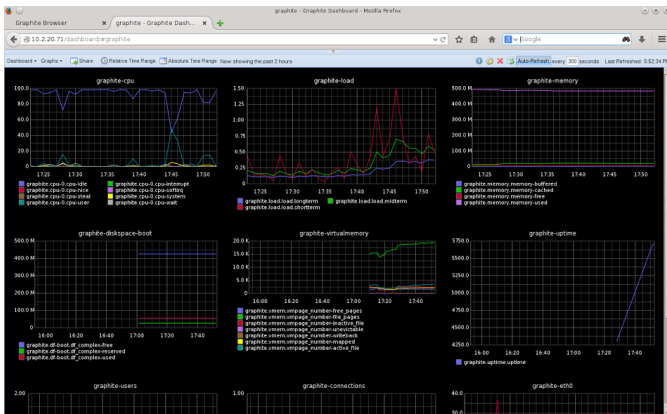 graphite - Graphite Dashboard - Mozilla Firefox
Graphite Browser × graphite - Graphite Dash... ×
10.2.20.71/dashboard/#graphite Google
Dashboard Graphs Share Relative Time Range Absolute Time Range Now showing the past 2 hours Auto-Refresh every 300 seconds Last Refreshed: 5:52:34 P
graphite-cpu graphite-load graphite-memory
100.0 1.50 500.0 M
80.0 1.25 400.0 M
60.0 1.00 300.0 M
0.75
40.0 0.50 200.0 M
20.0 0.25 100.0 M
0 0 0
17:25 17:30 17:35 17:40 17:45 17:50 17:25 17:30 17:35 17:40 17:45 17:50 17:25 17:30 17:35 17:40 17:45 17:50
graphite.cpu-0.cpu-idle graphite.cpu-0.cpu-interrupt
graphite.cpu-0.cpu-nice graphite.cpu-0.cpu-softirq
graphite.cpu-0.cpu-steal graphite.cpu-0.cpu-system
graphite.cpu-0.cpu-user graphite.cpu-0.cpu-wait
graphite.load.load.longterm graphite.load.load.midterm
graphite.load.load.shortterm
graphite.memory.memory-buffered
graphite.memory.memory-cached
graphite.memory.memory-free
graphite.memory.memory-used
graphite-diskspace-boot graphite-virtualmemory graphite-uptime
500.0 M 20.0 K 5750.0
400.0 M 15.0 K 5500.0
300.0 M 5250.0
10.0 K 5000.0
200.0 M 4750.0
100.0 M 5.0 K 4500.0
0 0 4250.0
16:00 16:20 16:40 17:00 17:20 17:40 16:00 16:20 16:40 17:00 17:20 17:40 16:00 16:20 16:40 17:00 17:20 17:40
graphite.df-boot.df_complex-free
graphite.df-boot.df_complex-reserved
graphite.df-boot.df_complex-used
graphite.vmem.vmpage_number-free_pages
graphite.vmem.vmpage_number-file_pages
graphite.vmem.vmpage_number-inactive_file
graphite.vmem.vmpage_number-unevictable
graphite.vmem.vmpage_number-mapped
graphite.vmem.vmpage_number-active_file
graphite.uptime.uptime
graphite-users graphite-connections graphite-eth0
2.00 1.00 40.0
0.80 30.0